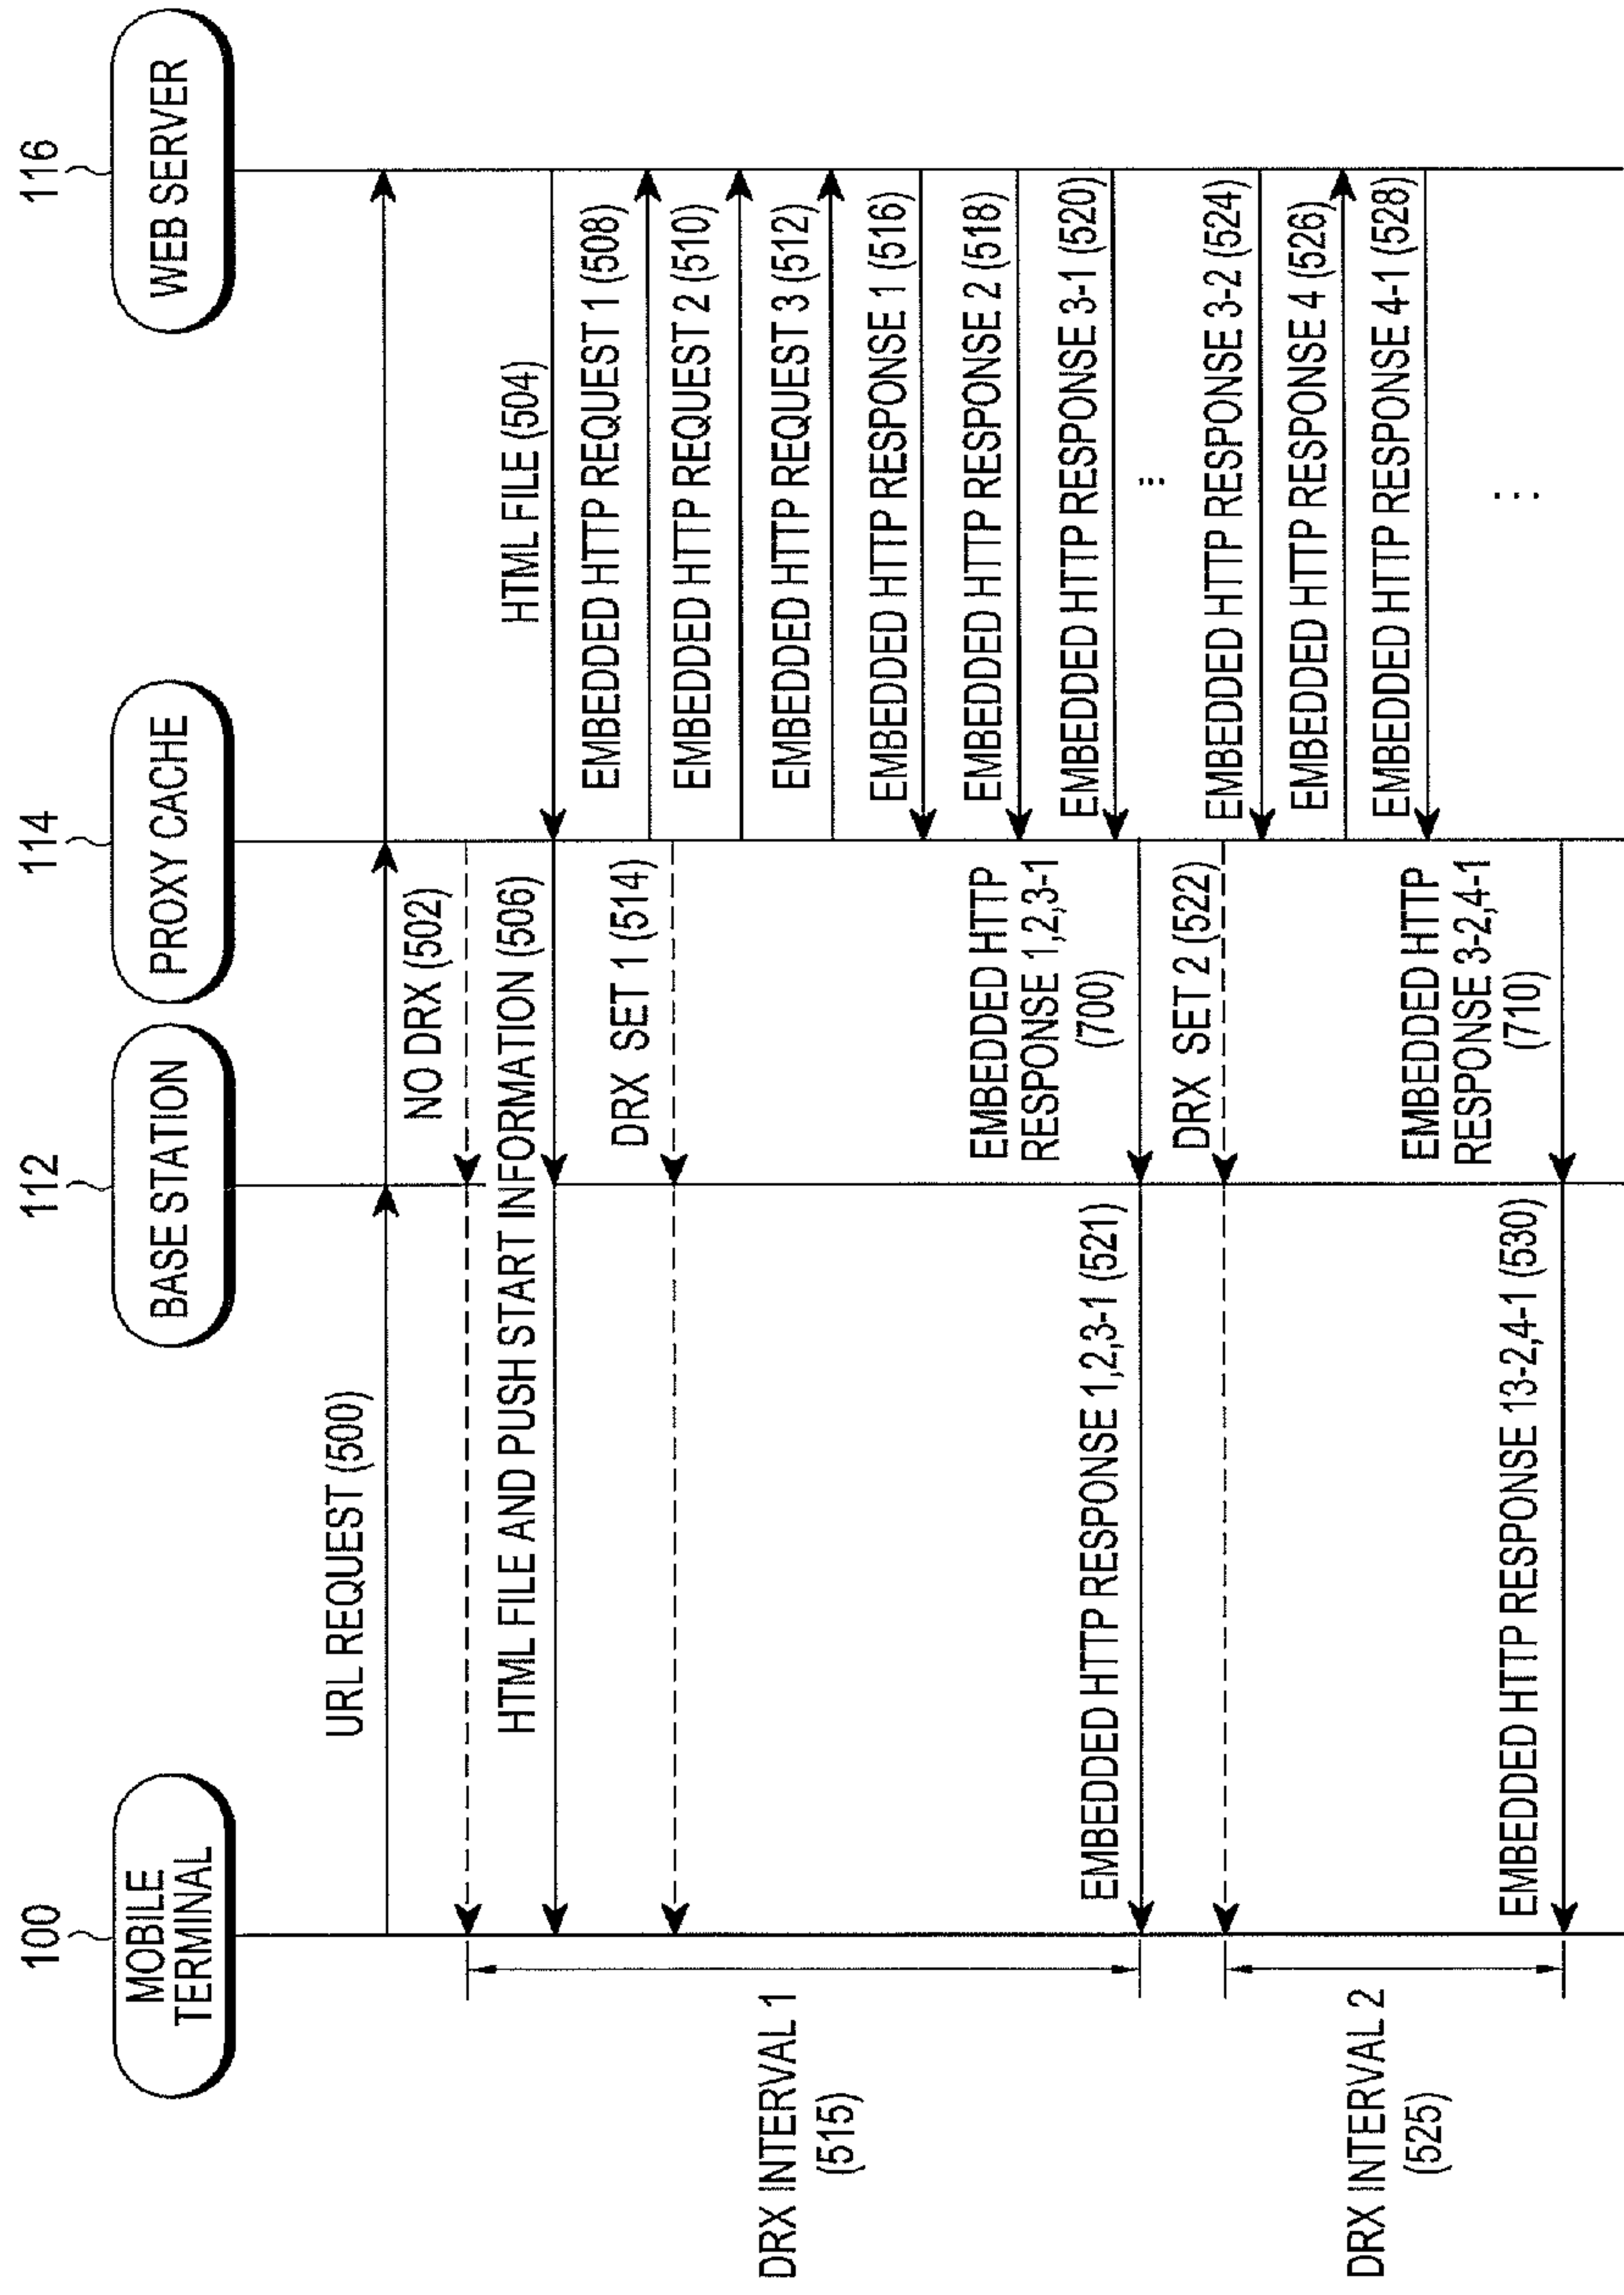 100
MOBILE
TERMINAL
112
BASE STATION
114
PROXY CACHE
116
WEB SERVER
URL REQUEST (500)
NO DRX (502)
HTML FILE (504)
HTML FILE AND PUSH START INFORMATION (506)
EMBEDDED HTTP REQUEST 1 (508)
DRX SET 1 (514)
EMBEDDED HTTP REQUEST 2 (510)
EMBEDDED HTTP REQUEST 3 (512)
DRX INTERVAL 1
(515)
EMBEDDED HTTP RESPONSE 1 (516)
EMBEDDED HTTP RESPONSE 2 (518)
EMBEDDED HTTP RESPONSE 3-1 (520)
EMBEDDED HTTP
RESPONSE 1,2,3-1
(700)
EMBEDDED HTTP RESPONSE 1,2,3-1 (521)
...
DRX SET 2 (522)
EMBEDDED HTTP RESPONSE 3-2 (524)
EMBEDDED HTTP RESPONSE 4 (526)
DRX INTERVAL 2
(525)
EMBEDDED HTTP RESPONSE 4-1 (528)
EMBEDDED HTTP
RESPONSE 3-2,4-1
(710)
EMBEDDED HTTP RESPONSE 13-2,4-1 (530)
...